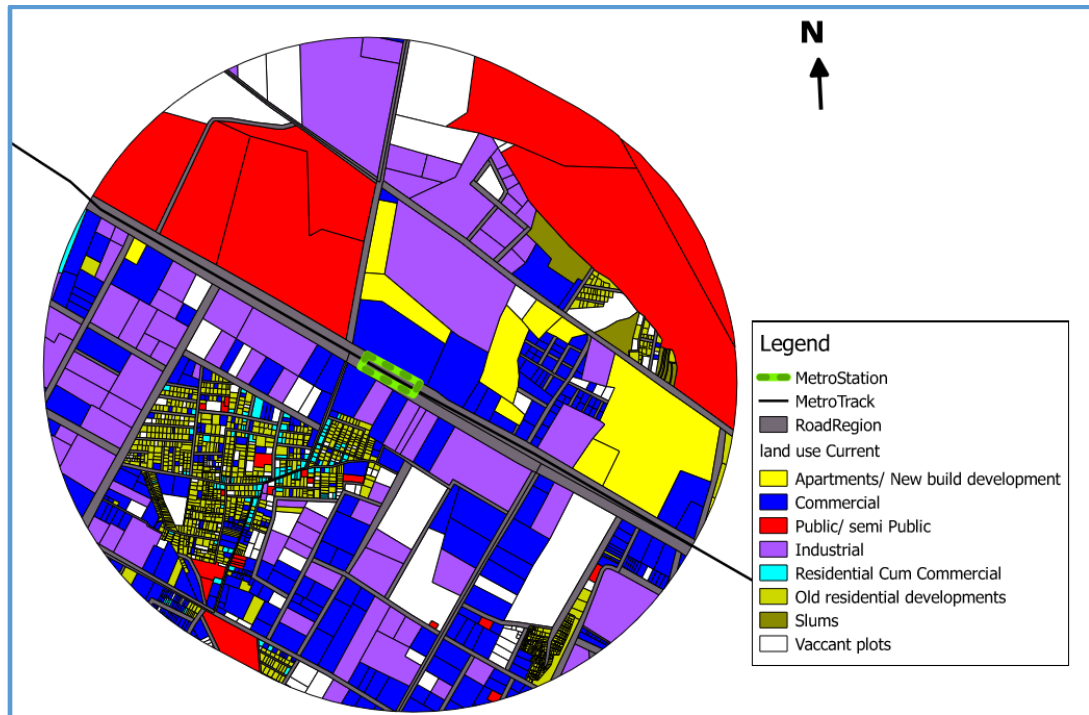 N
Legend
MetroStation
MetroTrack
RoadRegion
land use Current
Apartments/ New build development
Commercial
Public/ semi Public
Industrial
Residential Cum Commercial
Old residential developments
Slums
Vaccant plots